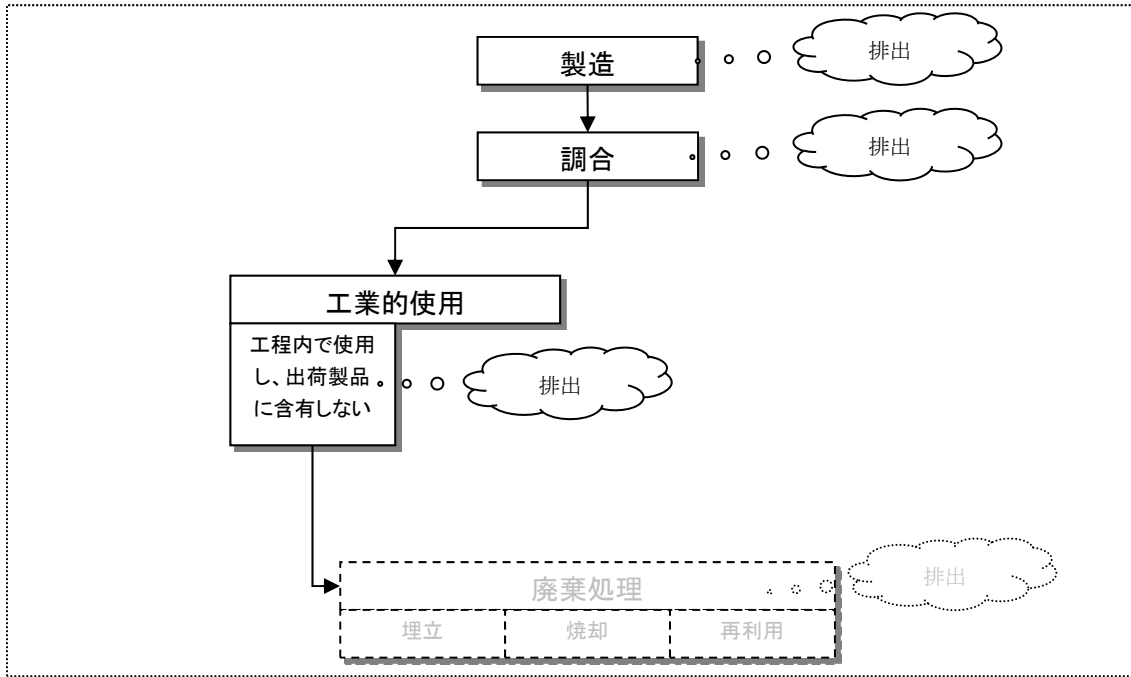 製造
排出
調合
排出
工業的使用
工程内で使用
し、出荷製品
に含有しない
排出
廃棄処理
排出
埋立
焼却
再利用